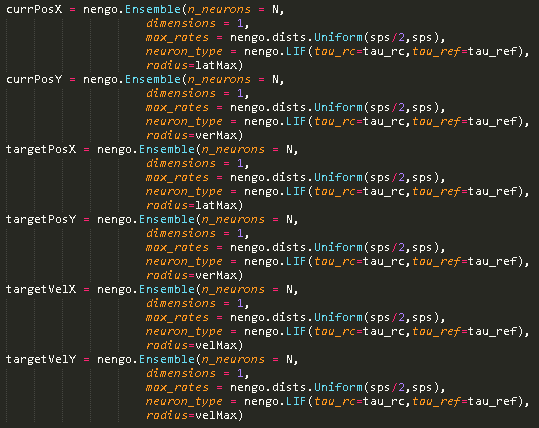 currPosX = nengo.Ensemble(n_neurons = N,
dimensions = 1,
max_rates = nengo.dists.Uniform(sps/2,sps),
neuron_type = nengo.LIF(tau_rc=tau_rc,tau_ref=tau_ref),
radius=latMax)
currPosY = nengo.Ensemble(n_neurons = N,
dimensions = 1,
max_rates = nengo.dists.Uniform(sps/2,sps),
neuron_type = nengo.LIF(tau_rc=tau_rc,tau_ref=tau_ref),
radius=verMax)
targetPosX = nengo.Ensemble(n_neurons = N,
dimensions = 1,
max_rates = nengo.dists.Uniform(sps/2,sps),
neuron_type = nengo.LIF(tau_rc=tau_rc,tau_ref=tau_ref),
radius=latMax)
targetPosY = nengo.Ensemble(n_neurons = N,
dimensions = 1,
max_rates = nengo.dists.Uniform(sps/2,sps),
neuron_type = nengo.LIF(tau_rc=tau_rc,tau_ref=tau_ref),
radius=verMax)
targetVelX = nengo.Ensemble(n_neurons = N,
dimensions = 1,
max_rates = nengo.dists.Uniform(sps/2,sps),
neuron_type = nengo.LIF(tau_rc=tau_rc,tau_ref=tau_ref),
radius=velMax)
targetVelY = nengo.Ensemble(n_neurons = N,
dimensions = 1,
max_rates = nengo.dists.Uniform(sps/2,sps),
neuron_type = nengo.LIF(tau_rc=tau_rc,tau_ref=tau_ref),
radius=velMax)